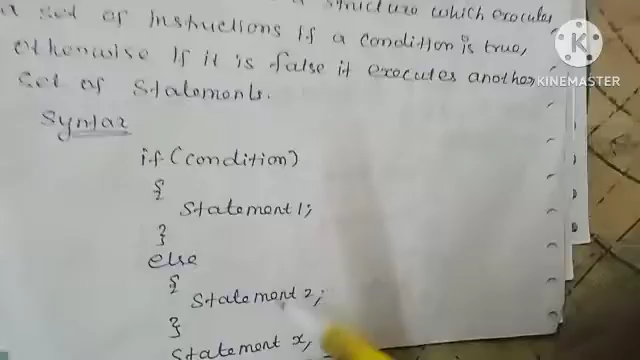 a structure which executes
a set of instructions if a condition is true,
otherwise If it is false it executes another
set of statements.
Syntax
if (condition)
{
Statement 1;
}
else
{
Statement 2;
}
Statement x;
KINEMASTER